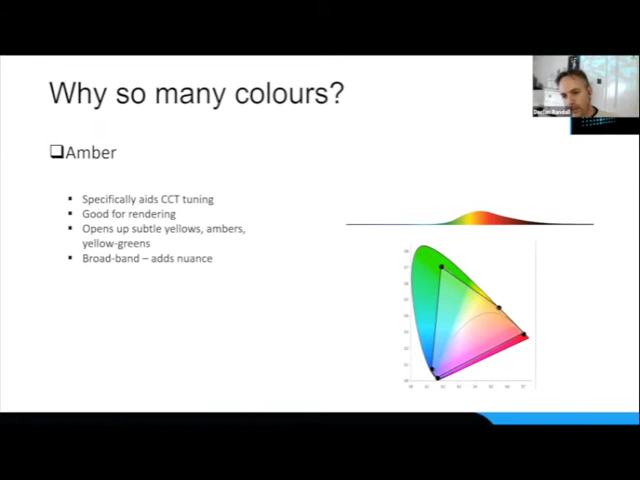 Why so many colours?
Amber
Specifically aids CCT tuning
Good for rendering
Opens up subtle yellows, ambers,
yellow-greens
Broad-band – adds nuance